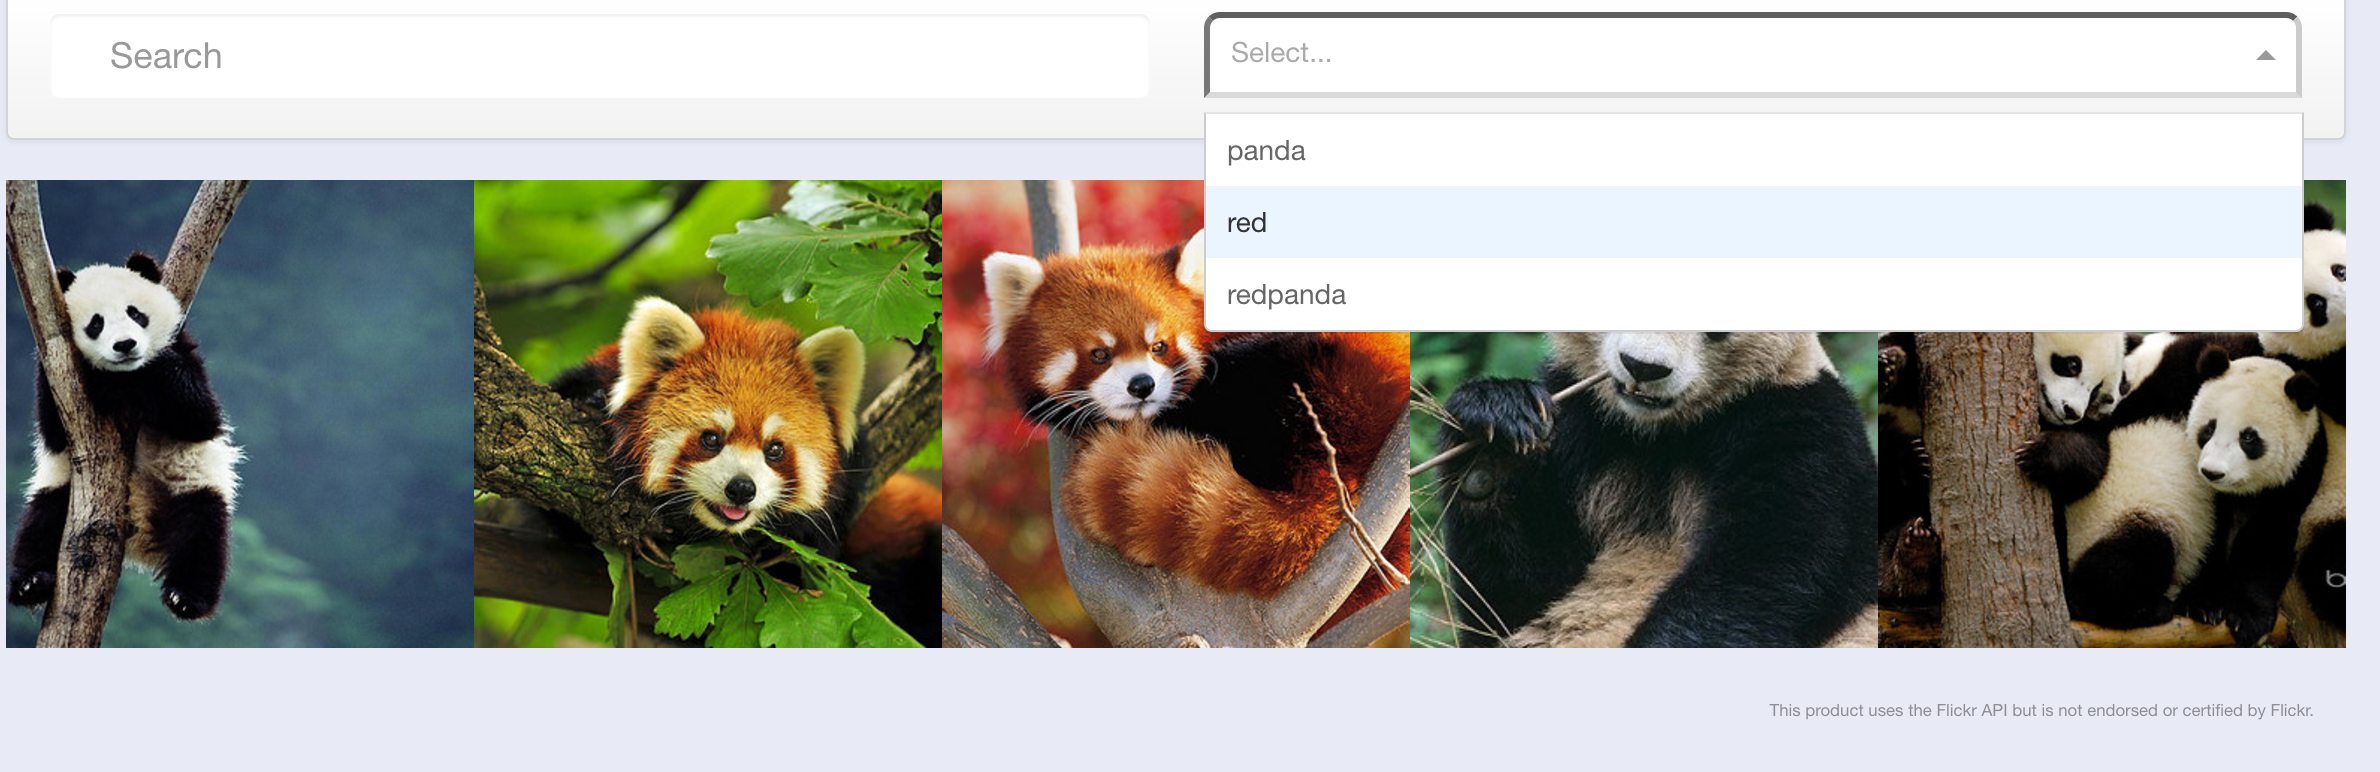 Search
Select...
panda
red
redpanda
This product uses the Flickr API but is not endorsed or certified by Flickr.